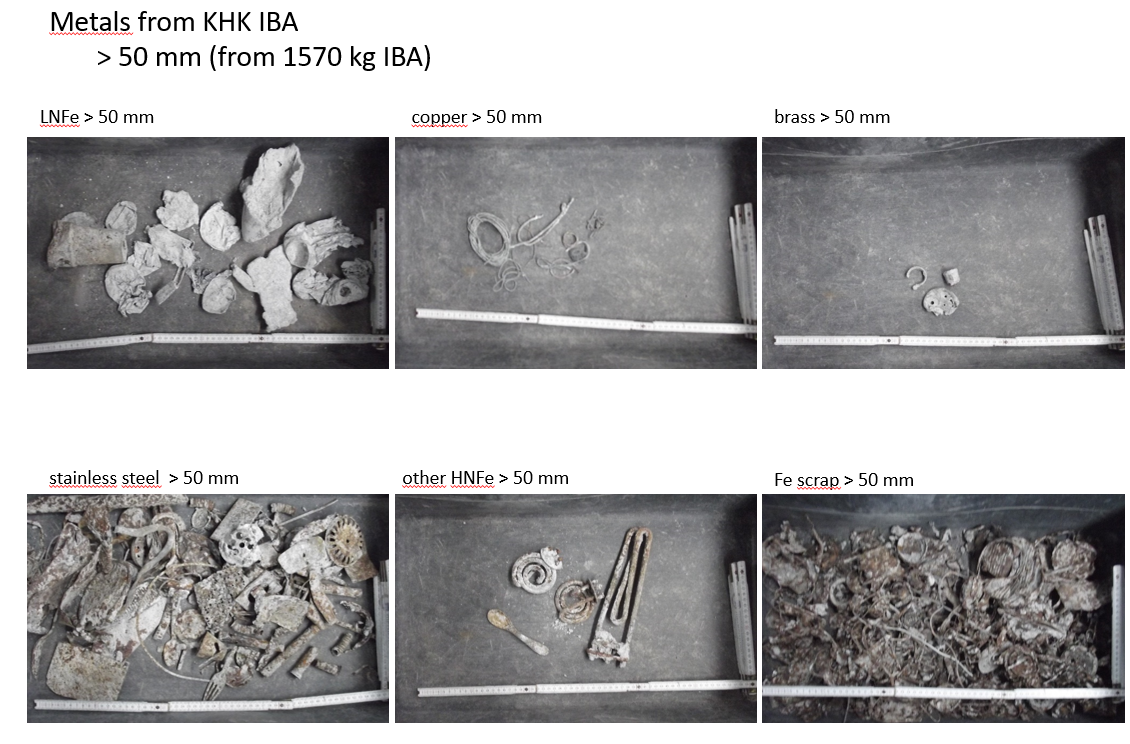 Metals from KHK IBA
> 50 mm (from 1570 kg IBA)
LNFe > 50 mm
copper > 50 mm
brass > 50 mm
stainless steel > 50 mm
other HNFe > 50 mm
Fe scrap > 50 mm